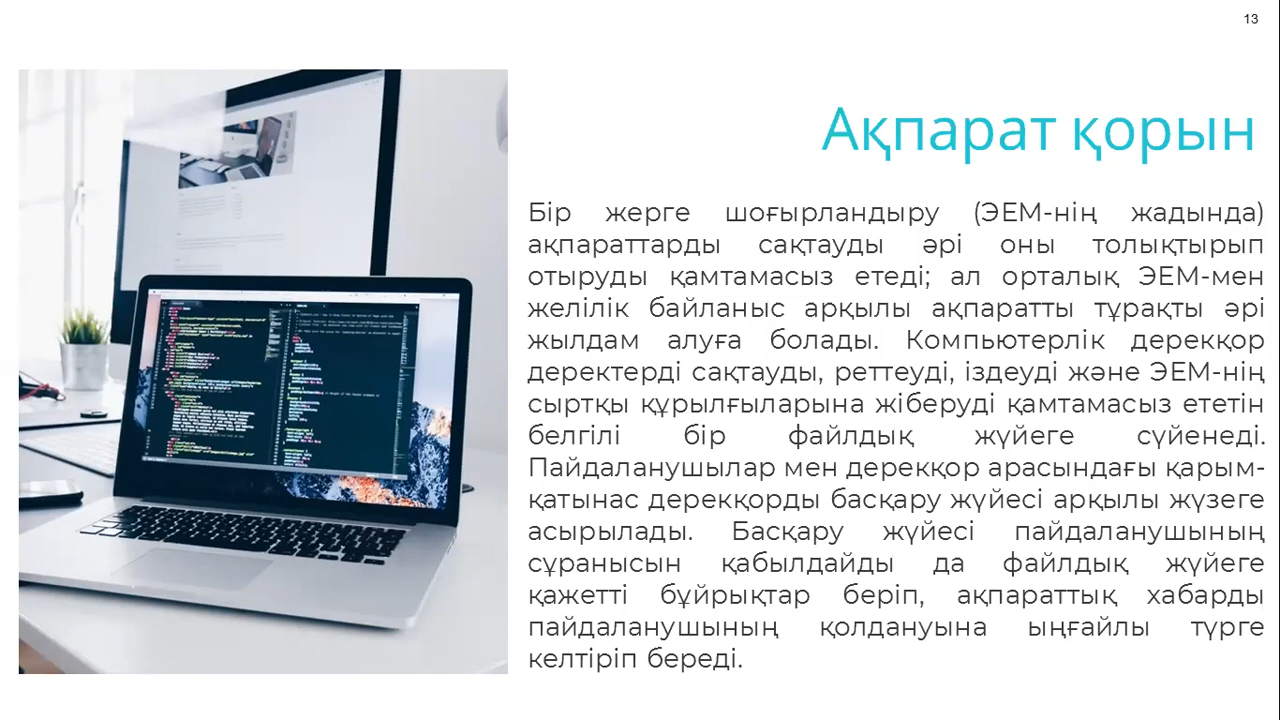 13
Ақпарат қорын
Бір жерге шоғырландыру (ЭЕМ-нің жадында)
ақпараттарды сақтауды әрі оны толықтырып
отыруды қамтамасыз етеді; ал орталық ЭЕМ-мен
желілік байланыс арқылы ақпаратты тұрақты әрі
жылдам алуға болады. Компьютерлік дерекқор
деректерді сақтауды, реттеуді, іздеуді және ЭЕМ-нің
сыртқы құрылғыларына жіберуді қамтамасыз ететін
белгілі бір файлдық жүйеге сүйенеді.
Пайдаланушылар мен дерекқор арасындағы қарым-
қатынас дерекқорды басқару жүйесі арқылы жүзеге
асырылады. Басқару жүйесі пайдаланушының
сұранысын қабылдайды да файлдық жүйеге
қажетті бұйрықтар беріп, ақпараттық хабарды
пайдаланушының қолдануына ыңғайлы түрге
келтіріп береді.